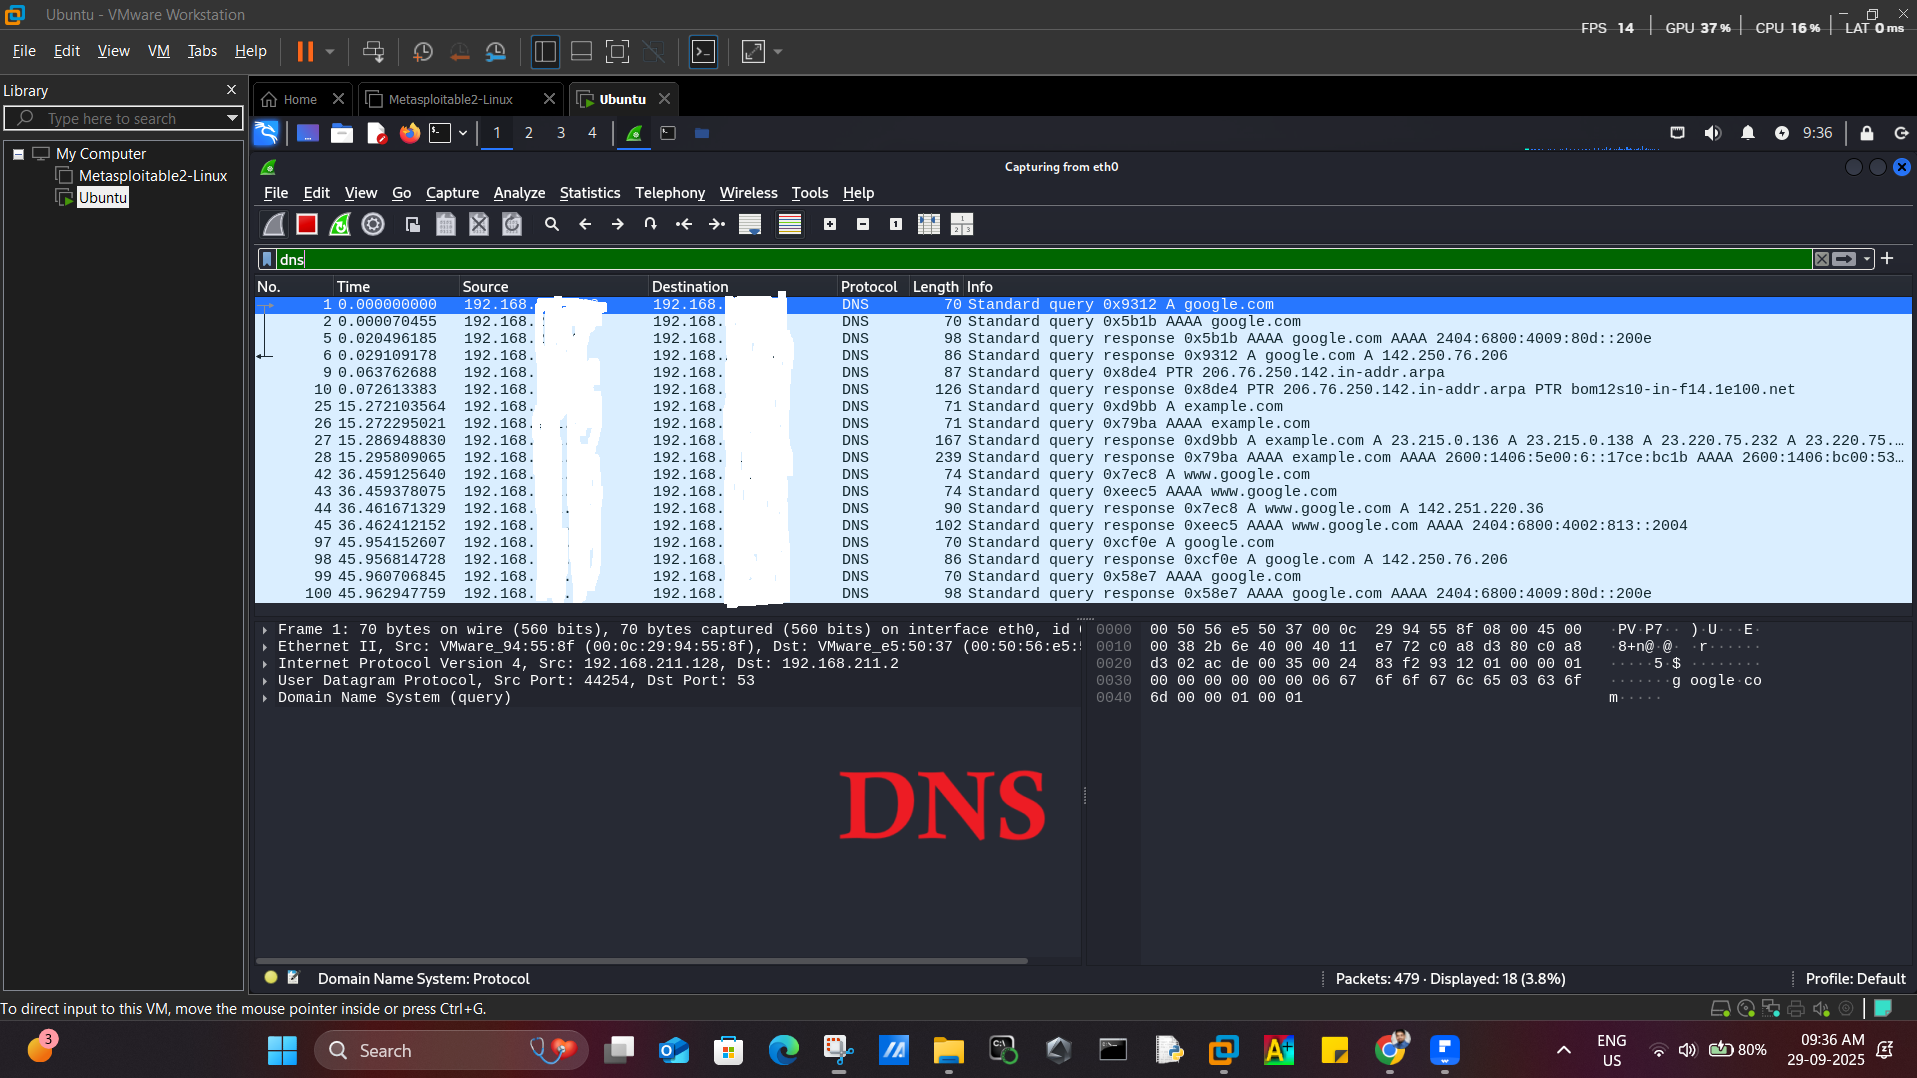 Ubuntu - VMware Workstation
FPS 14 GPU 37 % CPU 16 % LAT 0 ms
File Edit View VM Tabs Help
Library
Type here to search
My Computer
Metasploitable2-Linux
Ubuntu
Home Metasploitable2-Linux Ubuntu
1 2 3 4 9:36
Capturing from eth0
File Edit View Go Capture Analyze Statistics Telephony Wireless Tools Help
dns
No. Time Source Destination Protocol Length Info
1 0.000000000 192.168. 192.168. DNS 70 Standard query 0x9312 A google.com
2 0.000070455 192.168. 192.168. DNS 70 Standard query 0x5b1b AAAA google.com
5 0.020496185 192.168. 192.168. DNS 98 Standard query response 0x5b1b AAAA google.com AAAA 2404:6800:4009:80d::200e
6 0.029109178 192.168. 192.168. DNS 86 Standard query response 0x9312 A google.com A 142.250.76.206
9 0.063762688 192.168. 192.168. DNS 87 Standard query 0x8de4 PTR 206.76.250.142.in-addr.arpa
10 0.072613383 192.168. 192.168. DNS 126 Standard query response 0x8de4 PTR 206.76.250.142.in-addr.arpa PTR bom12s10-in-f14.1e100.net
25 15.272103564 192.168. 192.168. DNS 71 Standard query 0xd9bb A example.com
26 15.272295021 192.168. 192.168. DNS 71 Standard query 0x79ba AAAA example.com
27 15.286948830 192.168. 192.168. DNS 167 Standard query response 0xd9bb A example.com A 23.215.0.136 A 23.215.0.138 A 23.220.75.232 A 23.220.75.…
28 15.295809065 192.168. 192.168. DNS 239 Standard query response 0x79ba AAAA example.com AAAA 2600:1406:5e00:6::17ce:bc1b AAAA 2600:1406:bc00:53…
42 36.459125640 192.168. 192.168. DNS 74 Standard query 0x7ec8 A www.google.com
43 36.459378075 192.168. 192.168. DNS 74 Standard query 0xeec5 AAAA www.google.com
44 36.461671329 192.168. 192.168. DNS 90 Standard query response 0x7ec8 A www.google.com A 142.251.220.36
45 36.462412152 192.168. 192.168. DNS 102 Standard query response 0xeec5 AAAA www.google.com AAAA 2404:6800:4002:813::2004
97 45.954152607 192.168. 192.168. DNS 70 Standard query 0xcf0e A google.com
98 45.956814728 192.168. 192.168. DNS 86 Standard query response 0xcf0e A google.com A 142.250.76.206
99 45.960706845 192.168. 192.168. DNS 70 Standard query 0x58e7 AAAA google.com
100 45.962947759 192.168. 192.168. DNS 98 Standard query response 0x58e7 AAAA google.com AAAA 2404:6800:4009:80d::200e
Frame 1: 70 bytes on wire (560 bits), 70 bytes captured (560 bits) on interface eth0, id
Ethernet II, Src: VMware_94:55:8f (00:0c:29:94:55:8f), Dst: VMware_e5:50:37 (00:50:56:e5:
Internet Protocol Version 4, Src: 192.168.211.128, Dst: 192.168.211.2
User Datagram Protocol, Src Port: 44254, Dst Port: 53
Domain Name System (query)
0000 00 50 56 e5 50 37 00 0c 29 94 55 8f 08 00 45 00 ·PV·P7·· )·U···E·
0010 00 38 2b 6e 40 00 40 11 e7 72 c0 a8 d3 80 c0 a8 ·8+n@·@· ·r······
0020 d3 02 ac de 00 35 00 24 83 f2 93 12 01 00 00 01 ·····5·$ ········
0030 00 00 00 00 00 00 06 67 6f 6f 67 6c 65 03 63 6f ·······g oogle·co
0040 6d 00 00 01 00 01 m·····
DNS
Domain Name System: Protocol Packets: 479 · Displayed: 18 (3.8%) Profile: Default
To direct input to this VM, move the mouse pointer inside or press Ctrl+G.
3
Search
ENG
US
80%
09:36 AM
29-09-2025